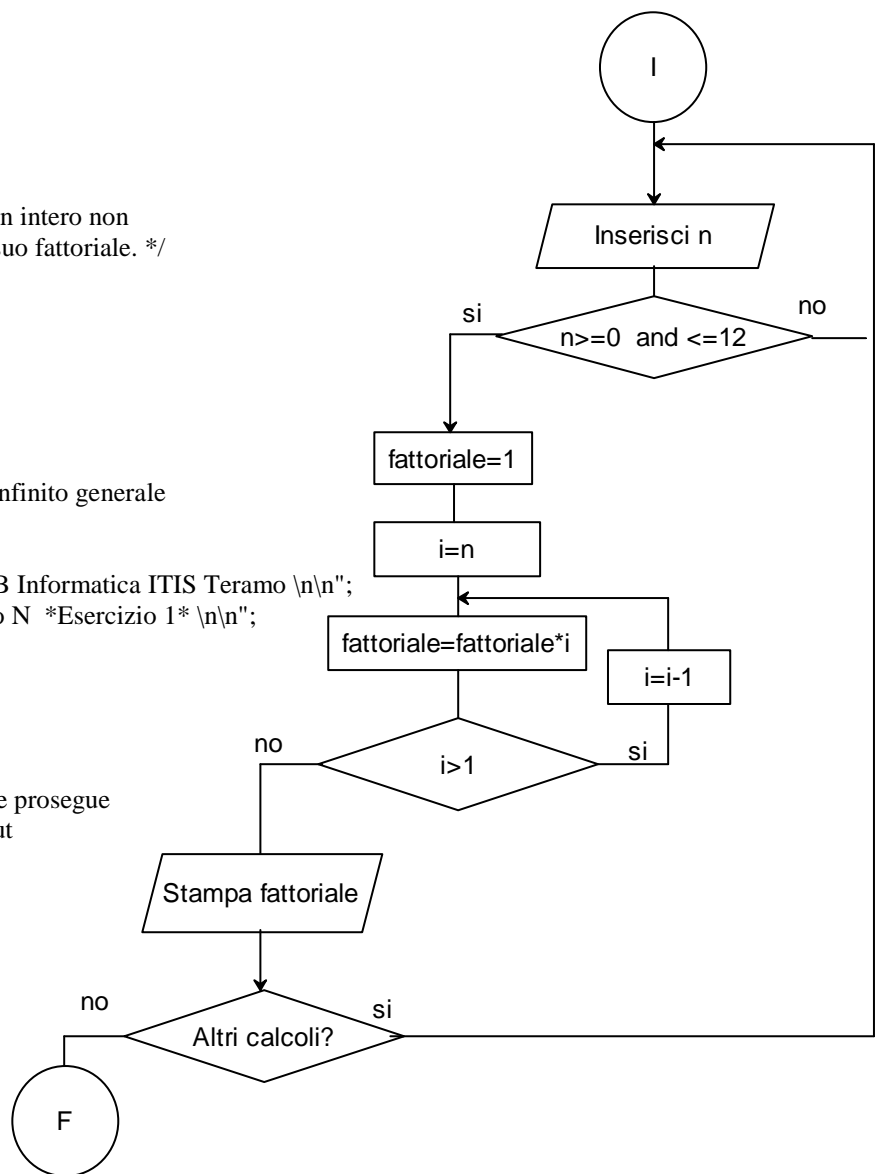 I
n intero non
Inserisci n
uo fattoriale. */
si
no
n>=0 and <=12
fattoriale=1
nfinito generale
i=n
B Informatica ITIS Teramo \n\n";
o N *Esercizio 1* \n\n";
fattoriale=fattoriale*i
i=i-1
no
si
i>1
e prosegue
ut
Stampa fattoriale
no
si
Altri calcoli?
F